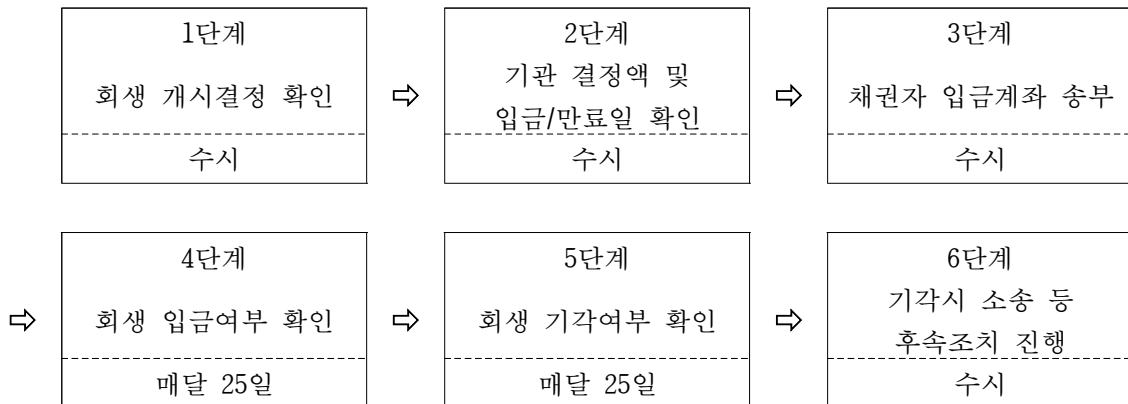 1단계
회생 개시결정 확인
수시
⇨
2단계
기관 결정액 및
입금/만료일 확인
수시
⇨
3단계
채권자 입금계좌 송부
수시
⇨
4단계
회생 입금여부 확인
매달 25일
⇨
5단계
회생 기각여부 확인
매달 25일
⇨
6단계
기각시 소송 등
후속조치 진행
수시